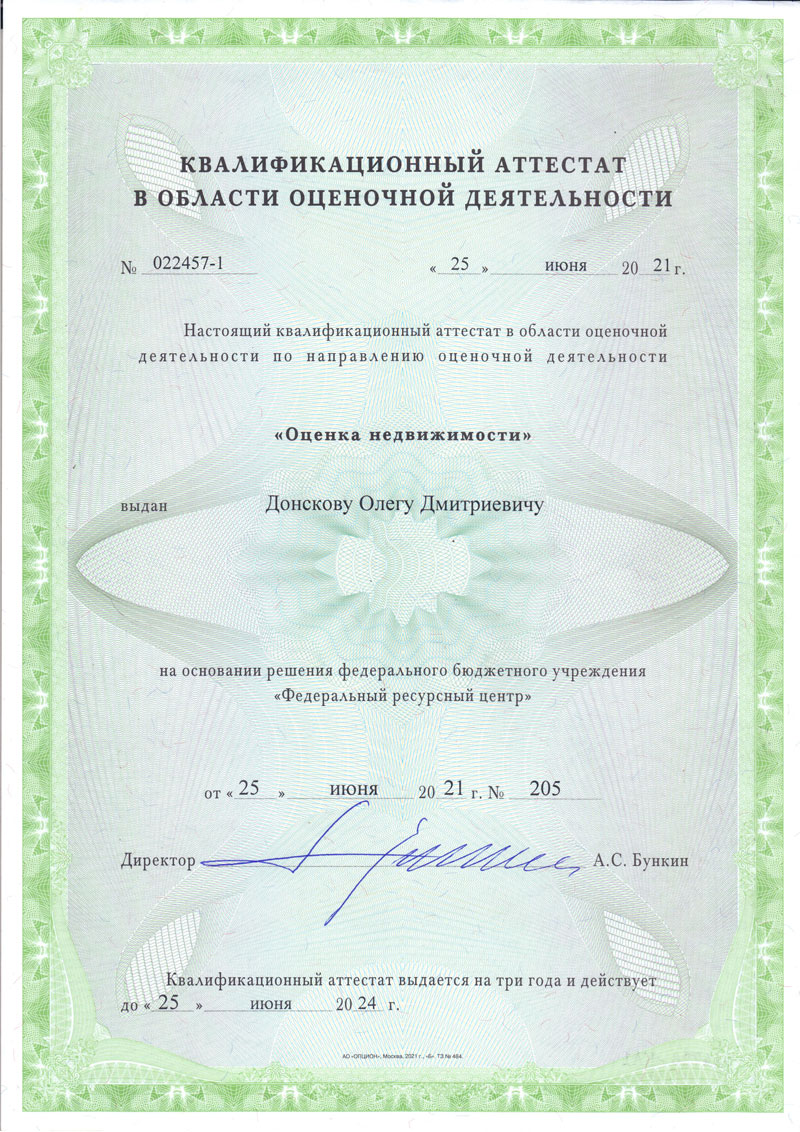 КВАЛИФИКАЦИОННЫЙ АТТЕСТАТ
В ОБЛАСТИ ОЦЕНОЧНОЙ ДЕЯТЕЛЬНОСТИ
№ 022457-1 « 25 » июня 20 21 г.
Настоящий квалификационный аттестат в области оценочной
деятельности по направлению оценочной деятельности
«Оценка недвижимости»
выдан Донскову Олегу Дмитриевичу
на основании решения федерального бюджетного учреждения
«Федеральный ресурсный центр»
от « 25 » июня 20 21 г. № 205
Директор А.С. Бункин
Квалификационный аттестат выдается на три года и действует
до « 25 » июня 20 24 г.
АО «ОПЦИОН», Москва, 2021 г., «Б» ТЗ № 464.